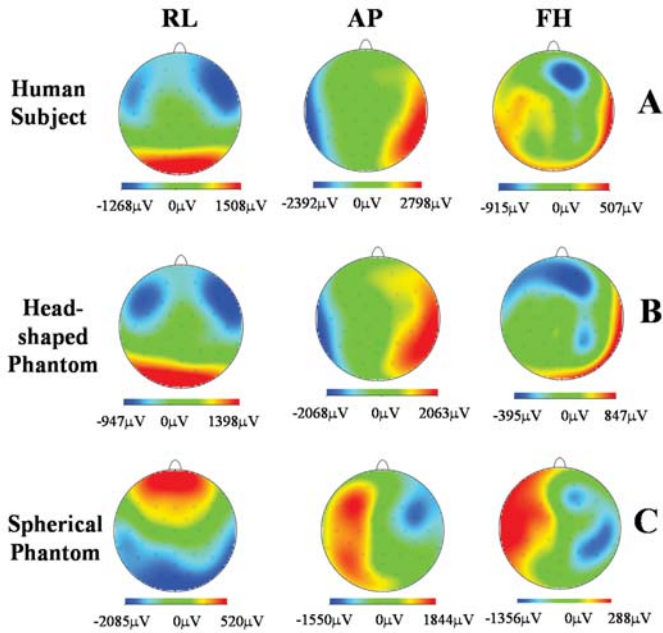 RL AP FH
Human Subject A
-1268μV 0μV 1508μV -2392μV 0μV 2798μV -915μV 0μV 507μV
Head-shaped Phantom B
-947μV 0μV 1398μV -2068μV 0μV 2063μV -395μV 0μV 847μV
Spherical Phantom C
-2085μV 0μV 520μV -1550μV 0μV 1844μV -1356μV 0μV 288μV